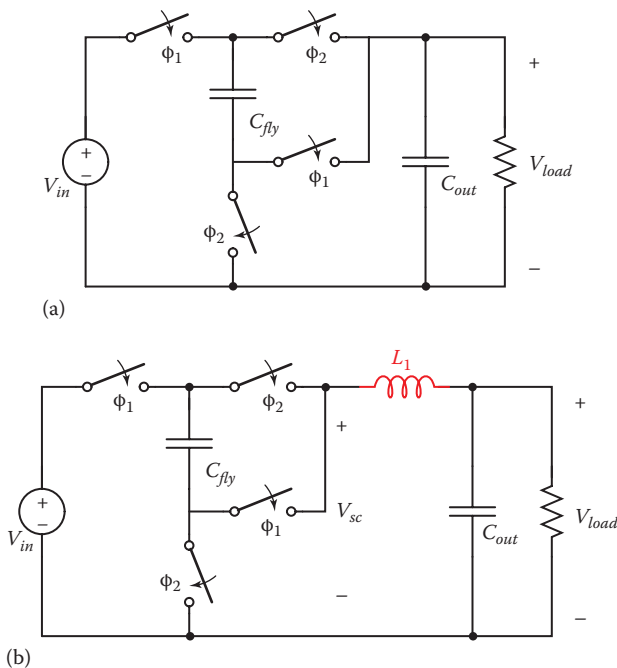 ϕ1
ϕ2
Cfly
+
Vin
−
ϕ1
Cout
Vload
+
−
ϕ2
(a)
L1
ϕ1
ϕ2
+
+
Cfly
+
Vin
−
ϕ1
Vsc
Cout
Vload
ϕ2
−
−
(b)